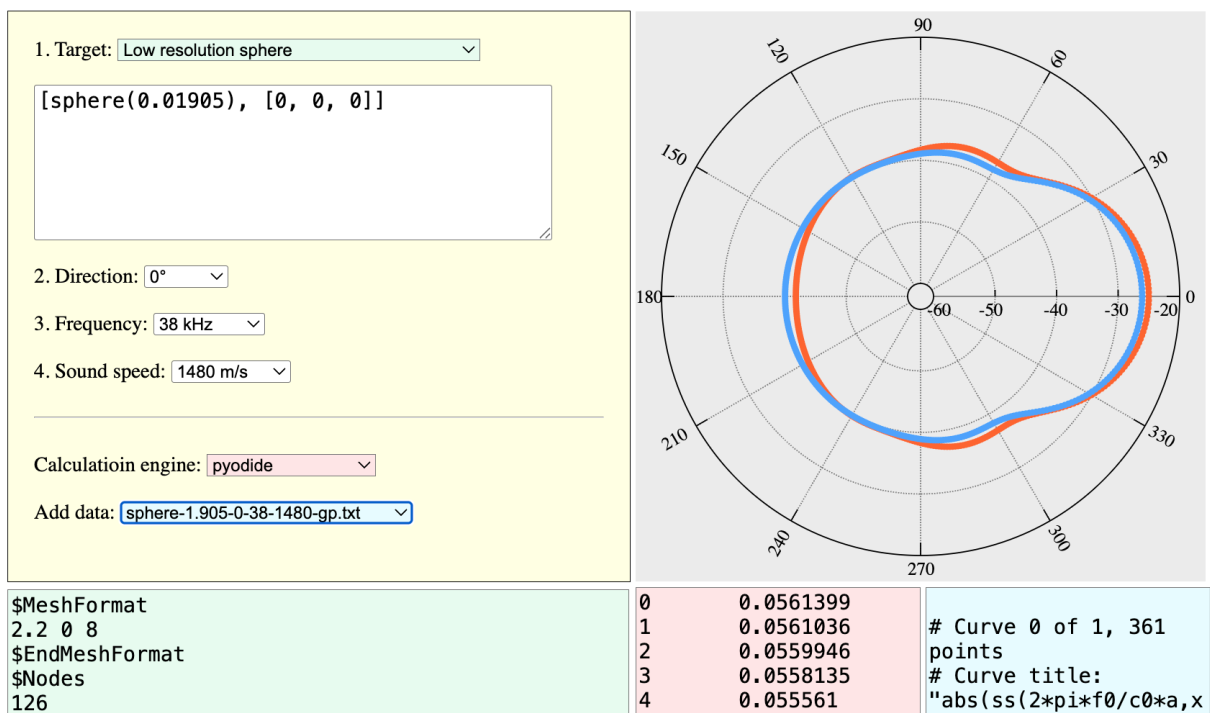 1. Target: Low resolution sphere
[sphere(0.01905), [0, 0, 0]]
2. Direction: 0°
3. Frequency: 38 kHz
4. Sound speed: 1480 m/s
Calculatioin engine: pyodide
Add data: sphere-1.905-0-38-1480-gp.txt
90
120
60
150
30
180
-60 -50 -40 -30 -20
0
210
330
240
300
270
$MeshFormat
2.2 0 8
$EndMeshFormat
$Nodes
126
0 0.0561399
1 0.0561036
2 0.0559946
3 0.0558135
4 0.055561
# Curve 0 of 1, 361
points
# Curve title:
"abs(ss(2*pi*f0/c0*a,x